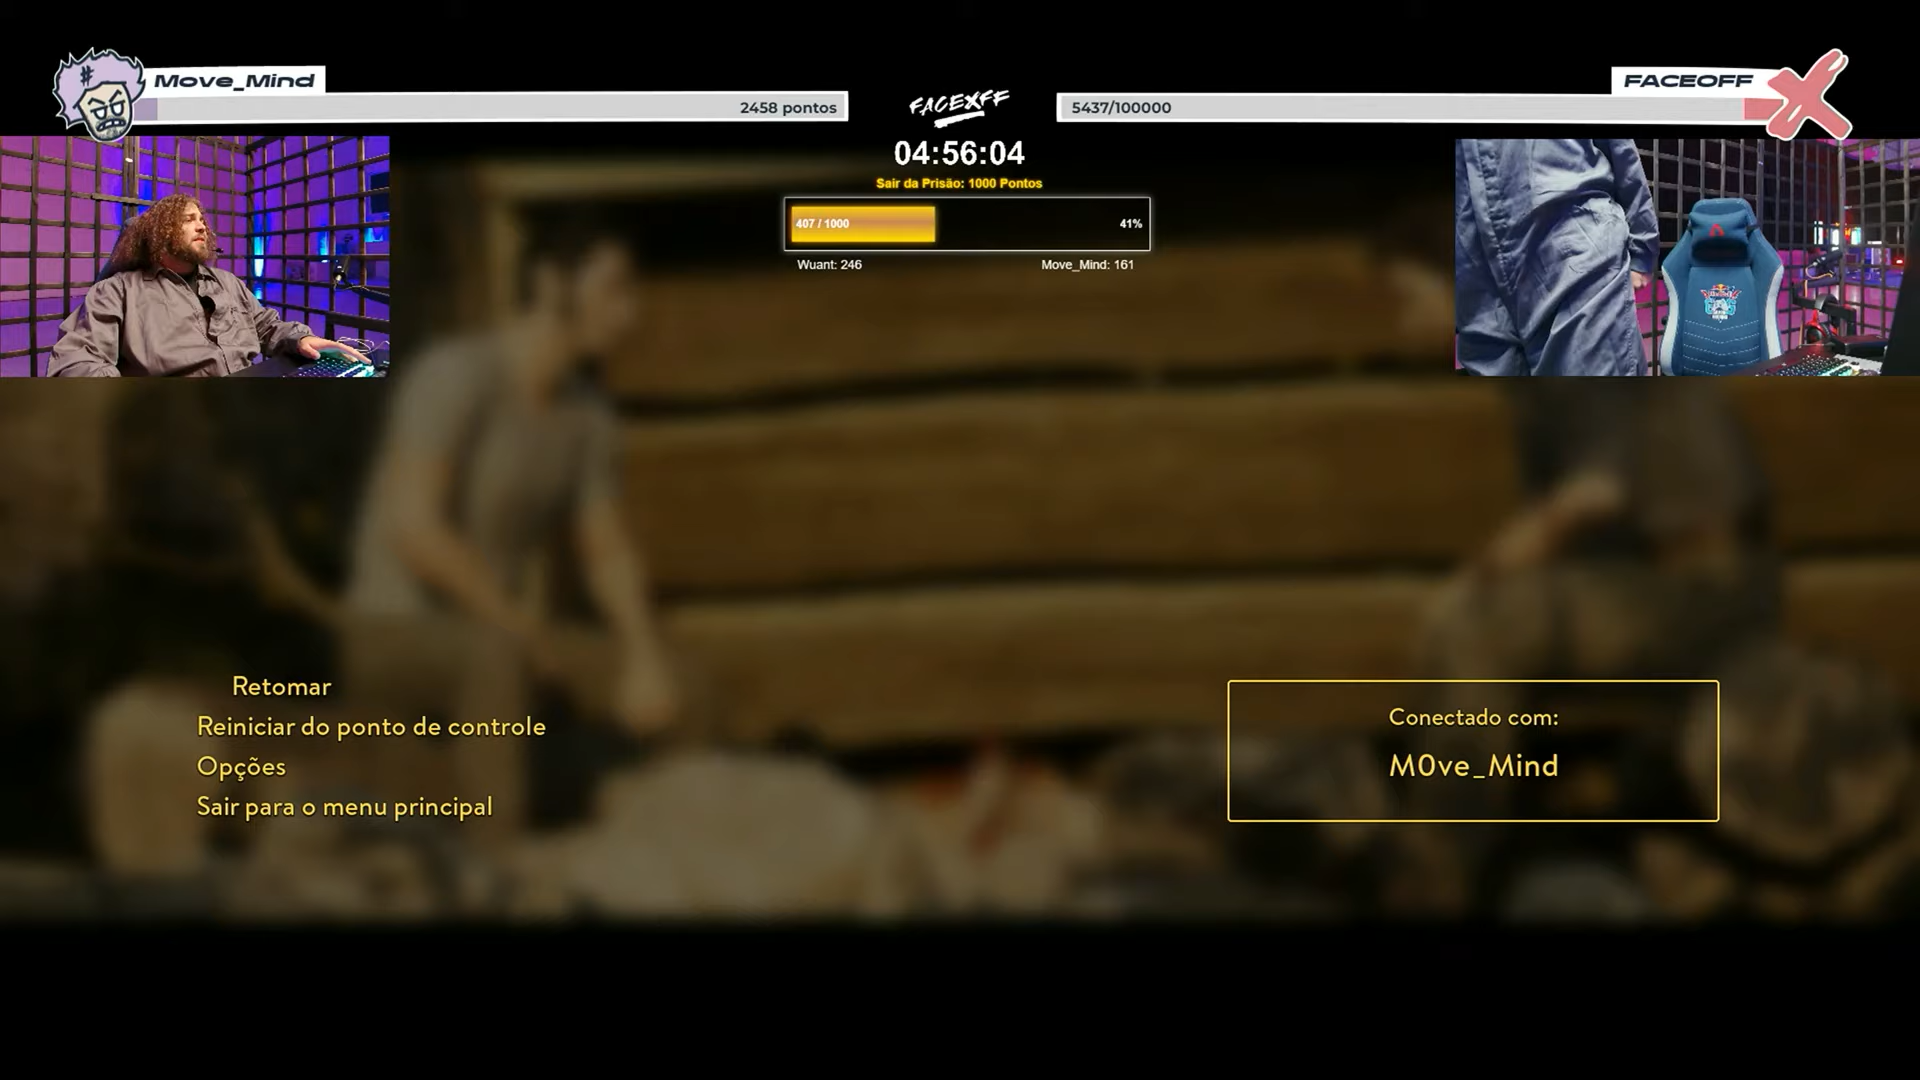 Move_Mind
2458 pontos
FACEXFF
FACEOFF
5437/100000
04:56:04
Sair da Prisão: 1000 Pontos
407 / 1000
41%
Wuant: 246
Move_Mind: 161
Retomar
Reiniciar do ponto de controle
Opções
Sair para o menu principal
Conectado com:
M0ve_Mind